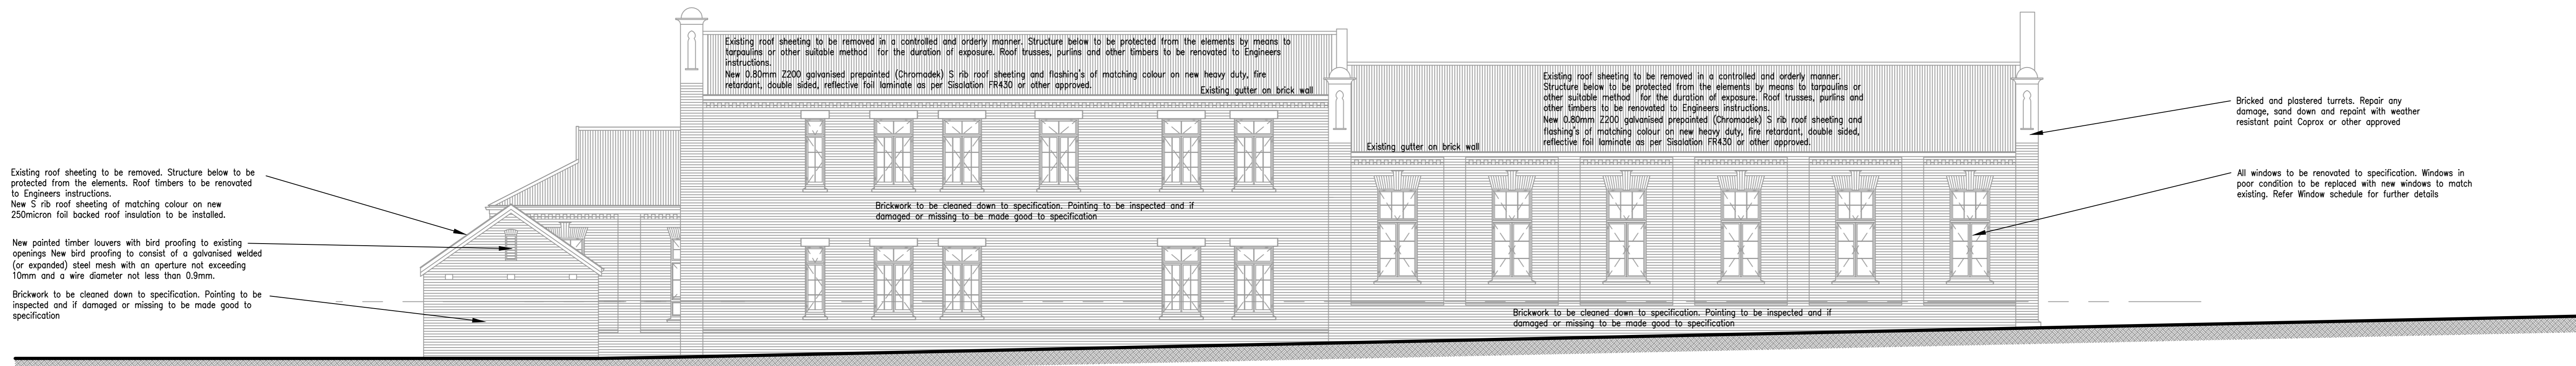 Existing roof sheeting to be removed in a controlled and orderly manner. Structure below to be protected from the elements by means to
tarpaulins or other suitable method for the duration of exposure. Roof trusses, purlins and other timbers to be renovated to Engineers
instructions.
New 0.80mm Z200 galvanised prepainted (Chromadek) S rib roof sheeting and flashing's of matching colour on new heavy duty, fire
retardant, double sided, reflective foil laminate as per Sisalation FR430 or other approved.
Existing gutter on brick wall
Existing roof sheeting to be removed in a controlled and orderly manner.
Structure below to be protected from the elements by means to tarpaulins or
other suitable method for the duration of exposure. Roof trusses, purlins and
other timbers to be renovated to Engineers instructions.
New 0.80mm Z200 galvanised prepainted (Chromadek) S rib roof sheeting and
flashing's of matching colour on new heavy duty, fire retardant, double sided,
reflective foil laminate as per Sisalation FR430 or other approved.
Existing gutter on brick wall
Bricked and plastered turrets. Repair any
damage, sand down and repaint with weather
resistant paint Coprox or other approved
All windows to be renovated to specification. Windows in
poor condition to be replaced with new windows to match
existing. Refer Window schedule for further details
Existing roof sheeting to be removed. Structure below to be
protected from the elements. Roof timbers to be renovated
to Engineers instructions.
New S rib roof sheeting of matching colour on new
250micron foil backed roof insulation to be installed.
New painted timber louvers with bird proofing to existing
openings New bird proofing to consist of a galvanised welded
(or expanded) steel mesh with an aperture not exceeding
10mm and a wire diameter not less than 0.9mm.
Brickwork to be cleaned down to specification. Pointing to be
inspected and if damaged or missing to be made good to
specification
Brickwork to be cleaned down to specification. Pointing to be inspected and if
damaged or missing to be made good to specification
Brickwork to be cleaned down to specification. Pointing to be inspected and if
damaged or missing to be made good to specification